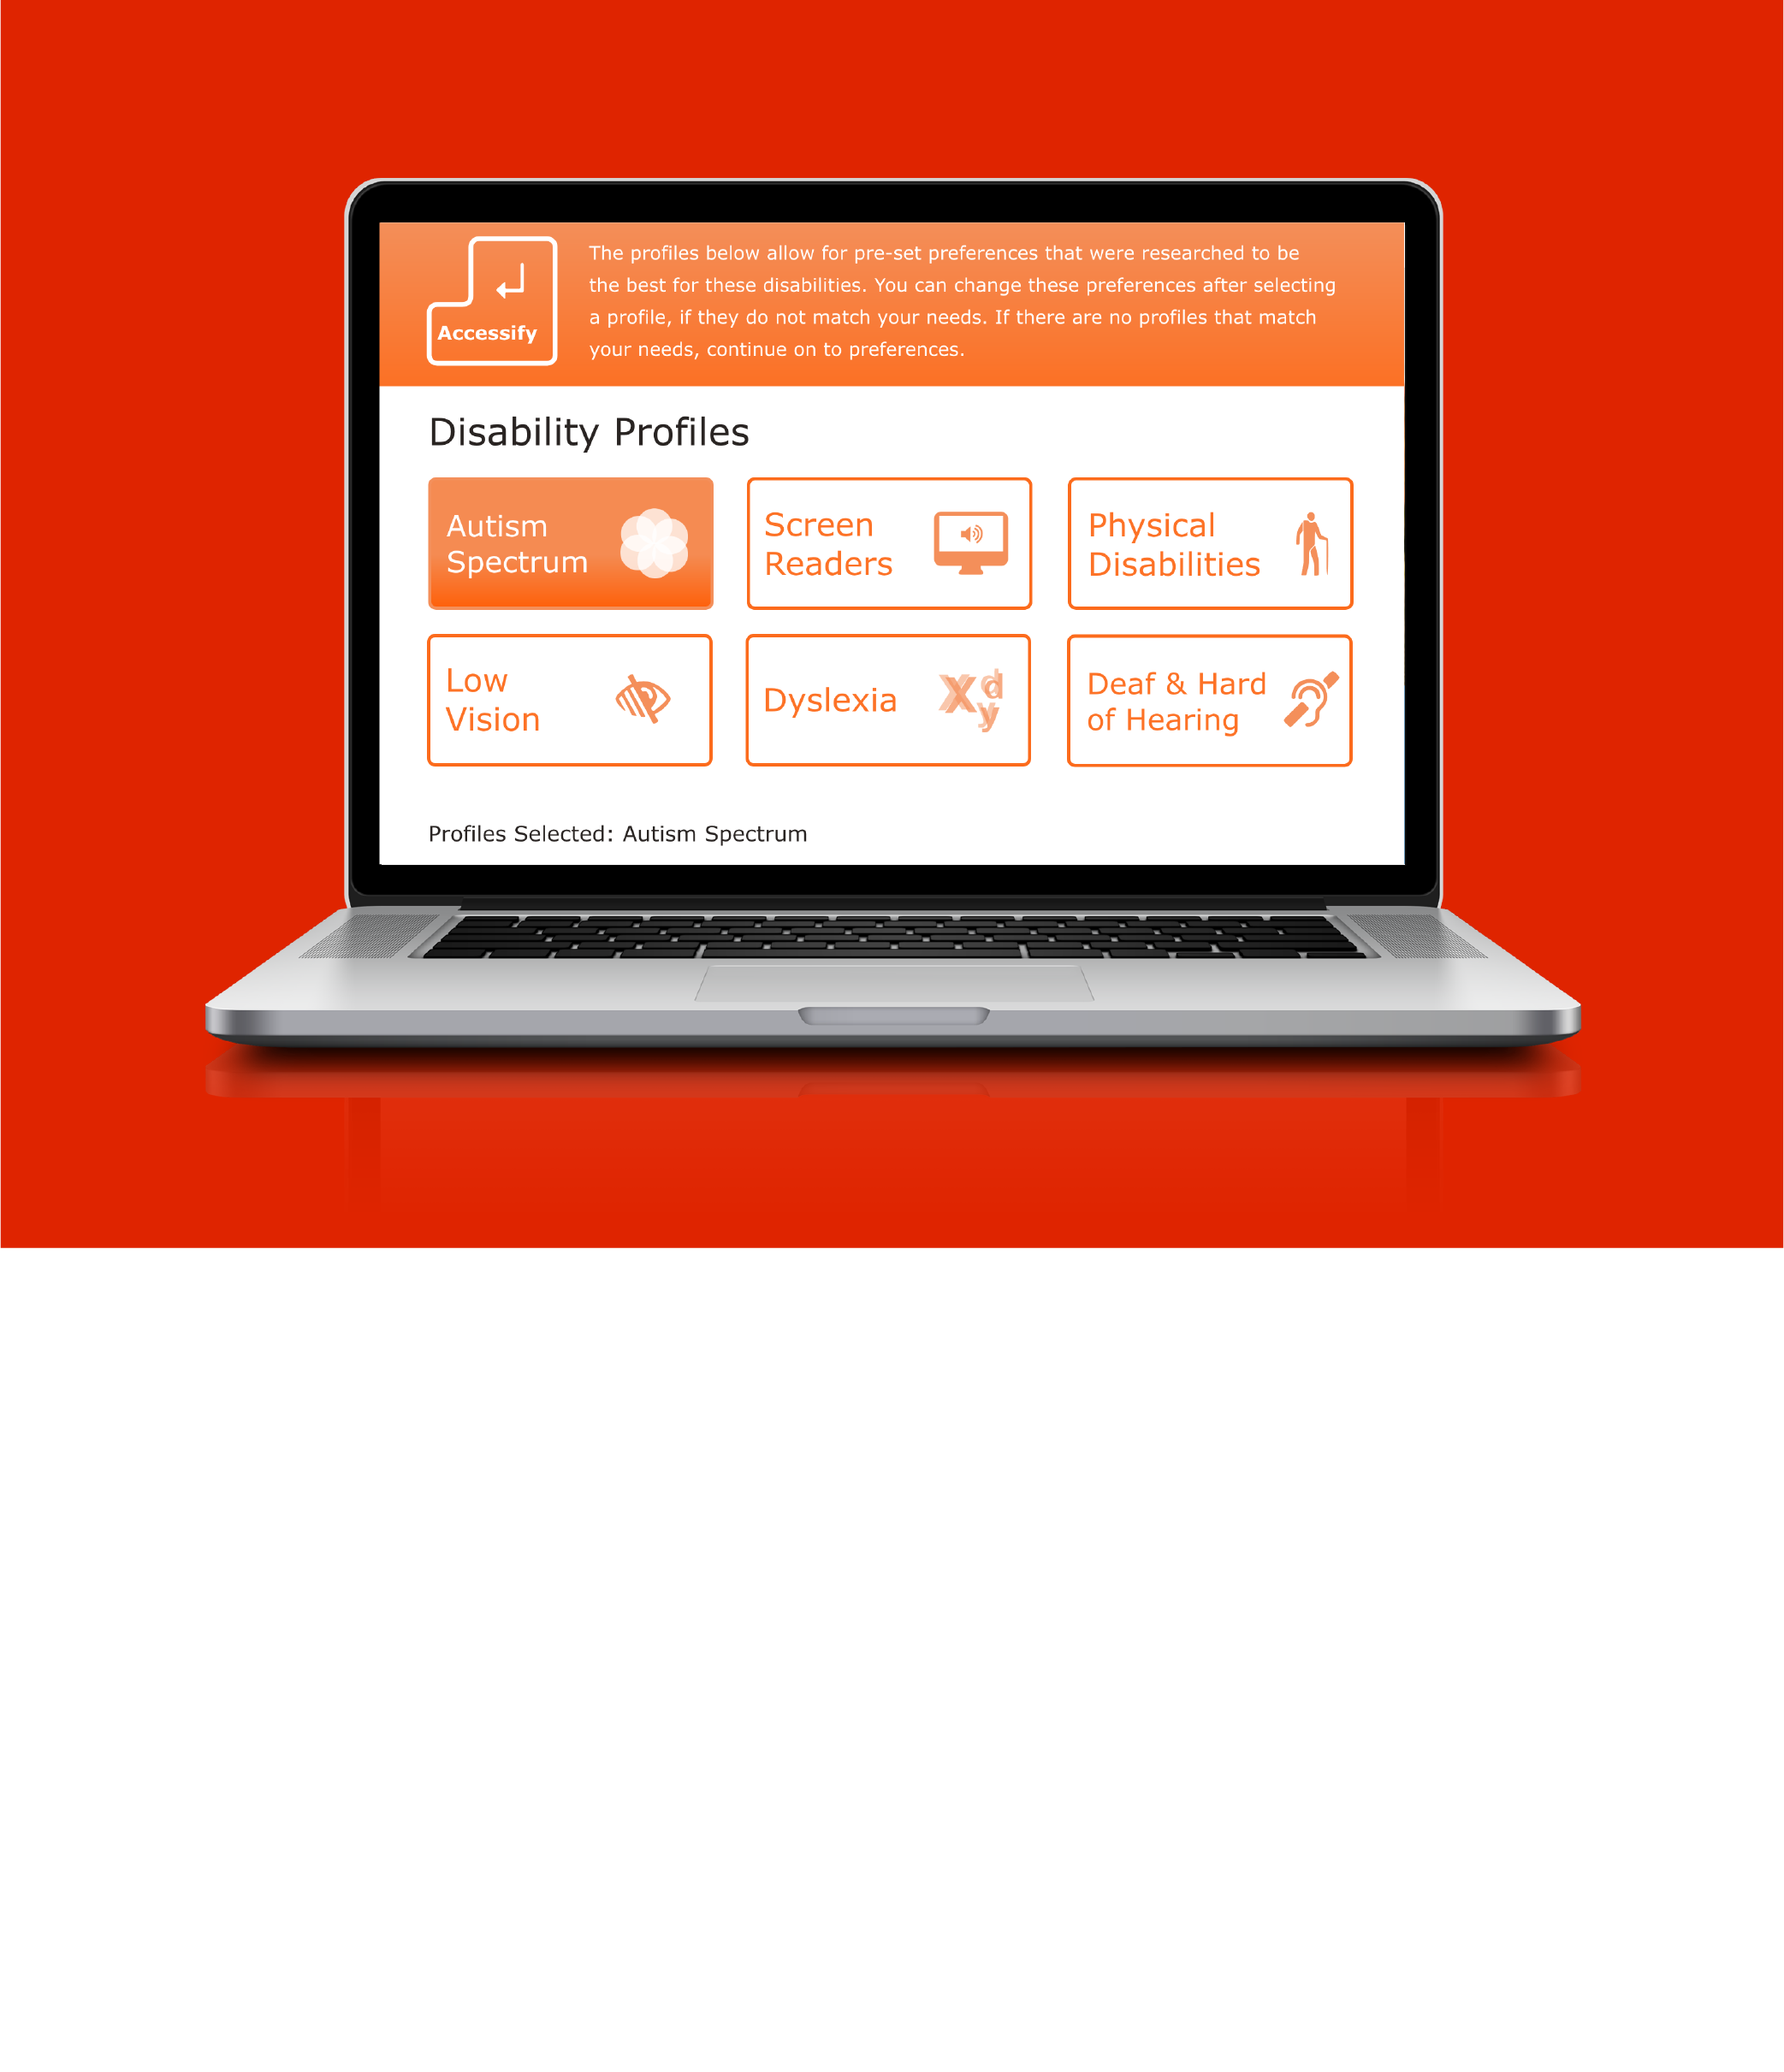 Accessify
The profiles below allow for pre-set preferences that were researched to be
the best for these disabilities. You can change these preferences after selecting
a profile, if they do not match your needs. If there are no profiles that match
your needs, continue on to preferences.
Disability Profiles
Autism
Spectrum
Screen
Readers
Physical
Disabilities
Low
Vision
Dyslexia
X d
y
Deaf & Hard
of Hearing
Profiles Selected: Autism Spectrum